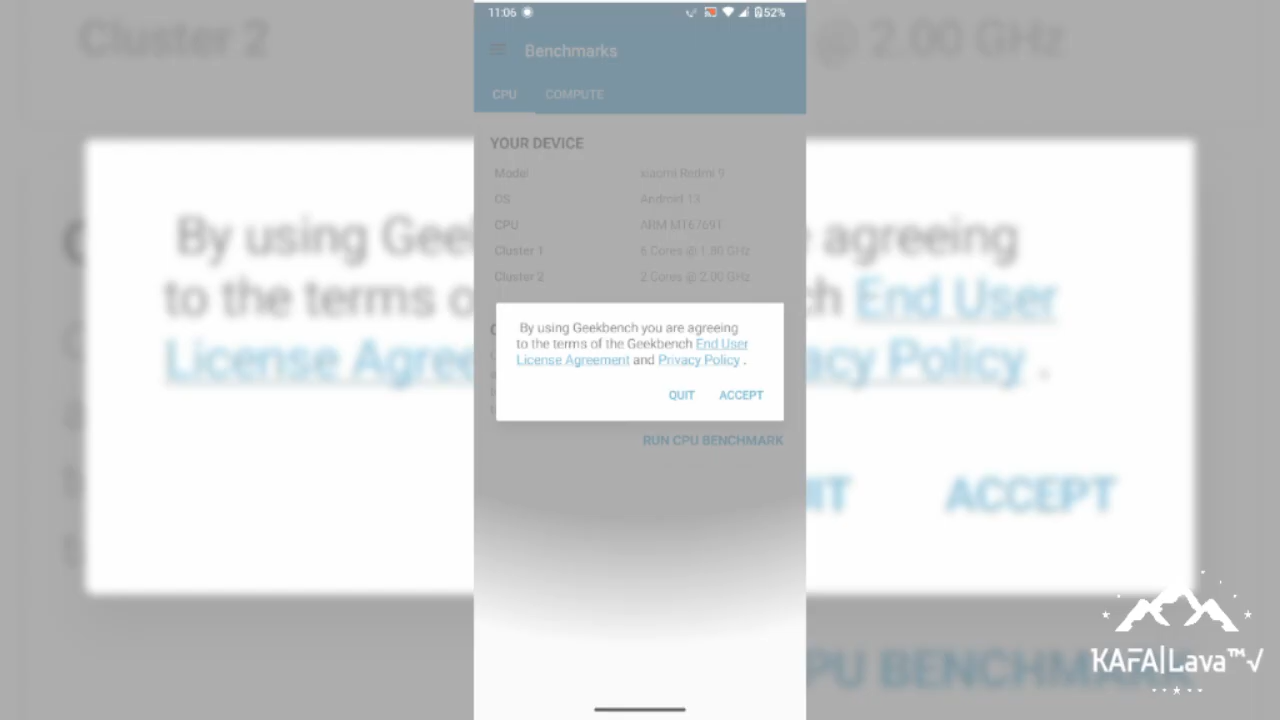 Cluster 2
@ 2.00 GHz
11:06
52%
Benchmarks
CPU
COMPUTE
YOUR DEVICE
Model
xiaomi Redmi 9
OS
Android 13
CPU
ARM MT6769T
Cluster 1
6 Cores @ 1.80 GHz
Cluster 2
2 Cores @ 2.00 GHz
By using Geekbench you are agreeing
to the terms of the Geekbench End User
License Agreement and Privacy Policy .
QUIT
ACCEPT
RUN CPU BENCHMARK
By using Geek
agreeing
to the terms
End User
License Agree
acy Policy .
ACCEPT
PU BENCHMARK
KAFA|Lava™√